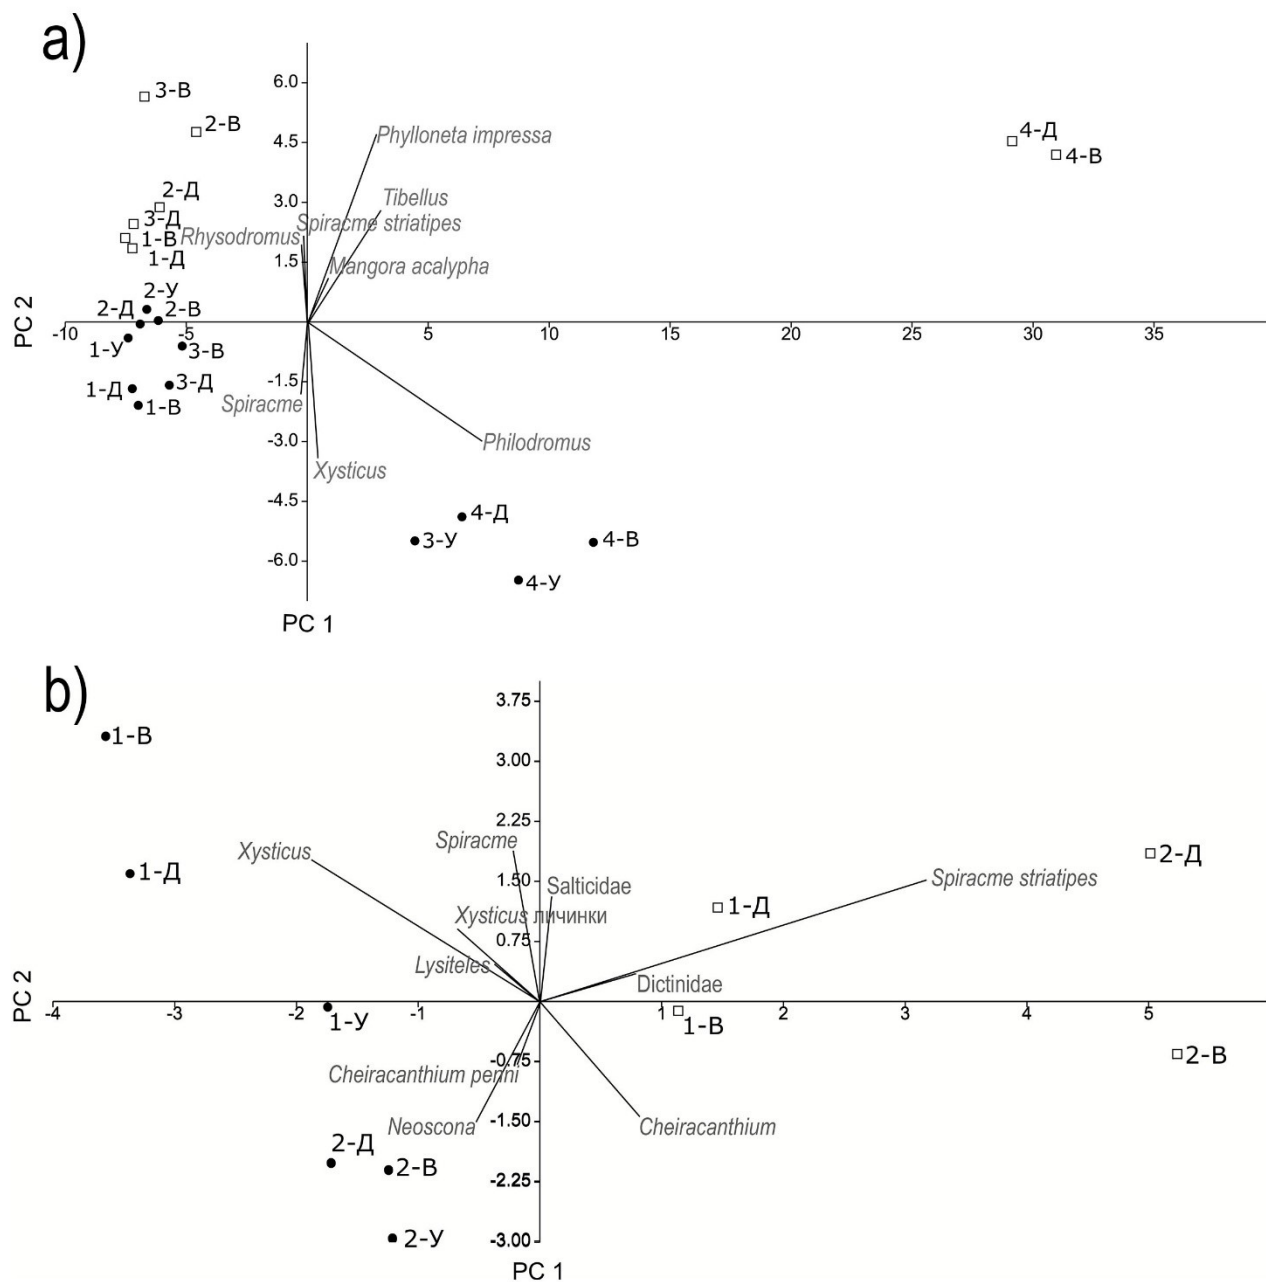 a)
6.0
3-В
2-В
4.5
Phylloneta impressa
4-Д
4-В
3.0
2-Д
Tibellus
3-Д
Spiracme striatipes
1-В
Rhysodromus
1.5
1-Д
Mangora acalypha
2-У
2-Д
2-В
PC 2
-10
-5
5
10
15
20
25
30
35
1-У
3-В
-1.5
1-Д
3-Д
1-В
Spiracme
-3.0
Philodromus
Xysticus
-4.5
4-Д
3-У
4-В
-6.0
4-У
PC 1
b)
3.75
1-В
3.00
2.25
Xysticus
Spiracme
2-Д
1-Д
1.50
Salticidae
Spiracme striatipes
Xysticus личинки
1-Д
0.75
Lysiteles
Dictinidae
PC 2
-4
-3
-2
-1
1
2
3
4
5
1-У
1-В
-0.75
2-В
Cheiracanthium penni
-1.50
Neoscona
Cheiracanthium
2-Д
2-В
-2.25
2-У
-3.00
PC 1